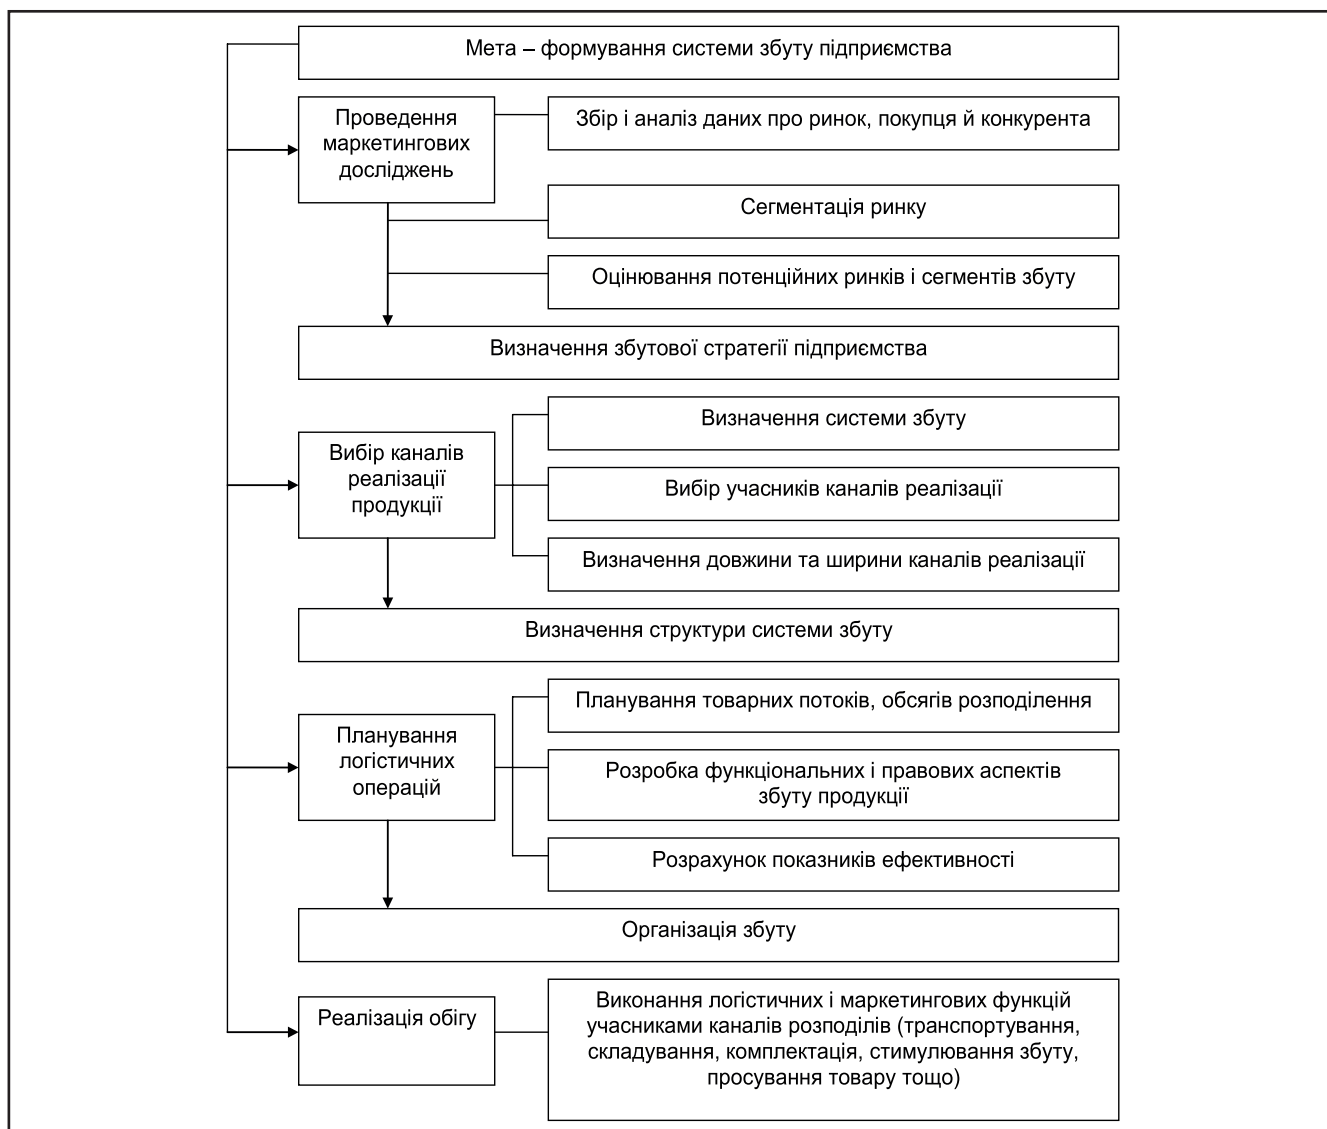 Мета – формування системи збуту підприємства
Проведення
маркетингових
досліджень
Збір і аналіз даних про ринок, покупця й конкурента
Сегментація ринку
Оцінювання потенційних ринків і сегментів збуту
Визначення збутової стратегії підприємства
Вибір каналів
реалізації
продукції
Визначення системи збуту
Вибір учасників каналів реалізації
Визначення довжини та ширини каналів реалізації
Визначення структури системи збуту
Планування
логістичних
операцій
Планування товарних потоків, обсягів розподілення
Розробка функціональних і правових аспектів
збуту продукції
Розрахунок показників ефективності
Організація збуту
Реалізація обігу
Виконання логістичних і маркетингових функцій
учасниками каналів розподілів (транспортування,
складування, комплектація, стимулювання збуту,
просування товару тощо)